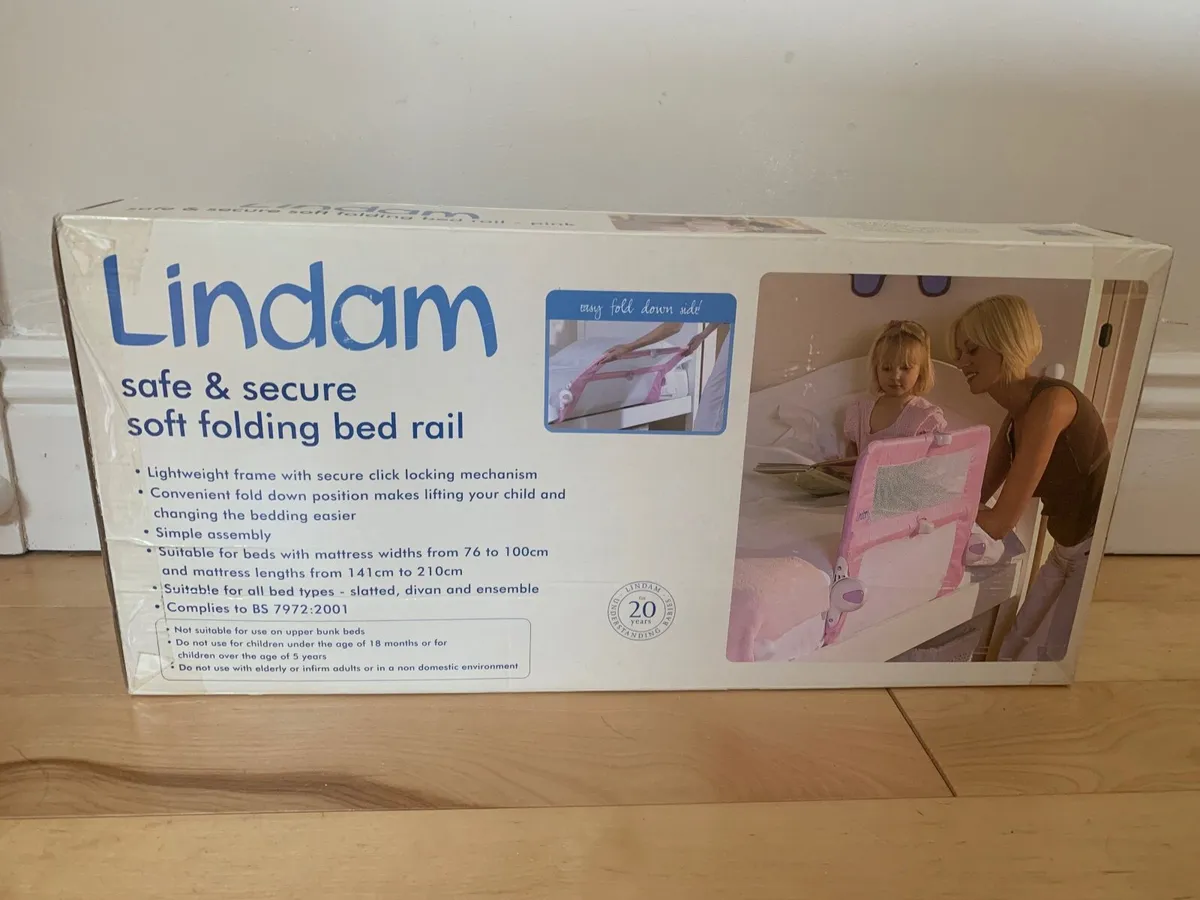 Lindam
safe & secure soft folding bed rail - pink
Lindam
safe & secure
soft folding bed rail
easy fold down side!
• Lightweight frame with secure click locking mechanism
• Convenient fold down position makes lifting your child and
changing the bedding easier
• Simple assembly
• Suitable for beds with mattress widths from 76 to 100cm
and mattress lengths from 141cm to 210cm
• Suitable for all bed types - slatted, divan and ensemble
• Complies to BS 7972:2001
• Not suitable for use on upper bunk beds
• Do not use for children under the age of 18 months or for
children over the age of 5 years
• Do not use with elderly or infirm adults or in a non domestic environment
LINDAM
20
years
UNDERSTANDING BABIES
Lindam